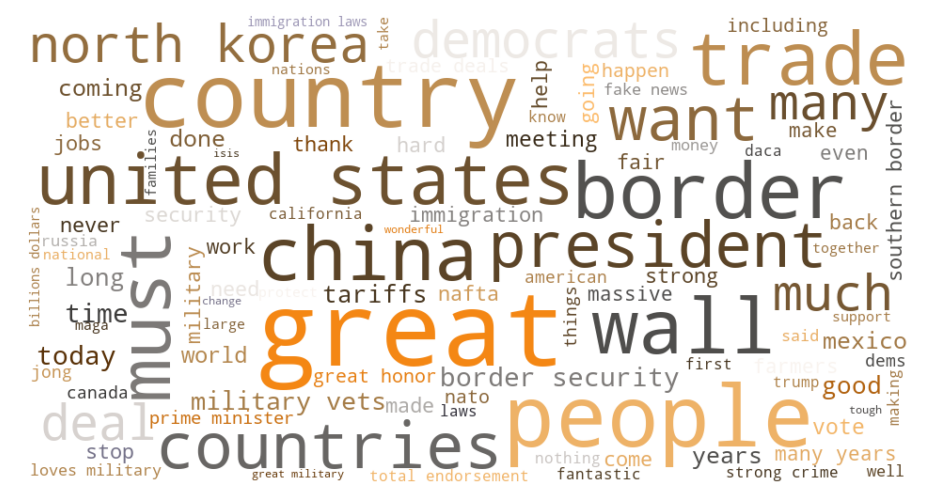 immigration laws
take
including
north korea
democrats
trade
nations
trade deals
coming
country
help
going
happen
fake news
want
many
better
know
make
jobs
done
thank
hard
meeting
money
daca
even
families
isis
fair
united states
border
southern border
never
security
california
immigration
back
russia
wonderful
president
together
national
work
china
billions dollars
must
long
military
need
protect
american
strong
time
change
tariffs
nafta
things
massive
much
maga
large
great
wall
support
said
mexico
today
world
first
farmers
dems
jong
great honor
border security
trump
good
canada
military vets
made
nato
people
making
tough
deal
prime minister
laws
vote
stop
countries
nothing
come
years
many years
loves military
great military
total endorsement
fantastic
strong crime
well